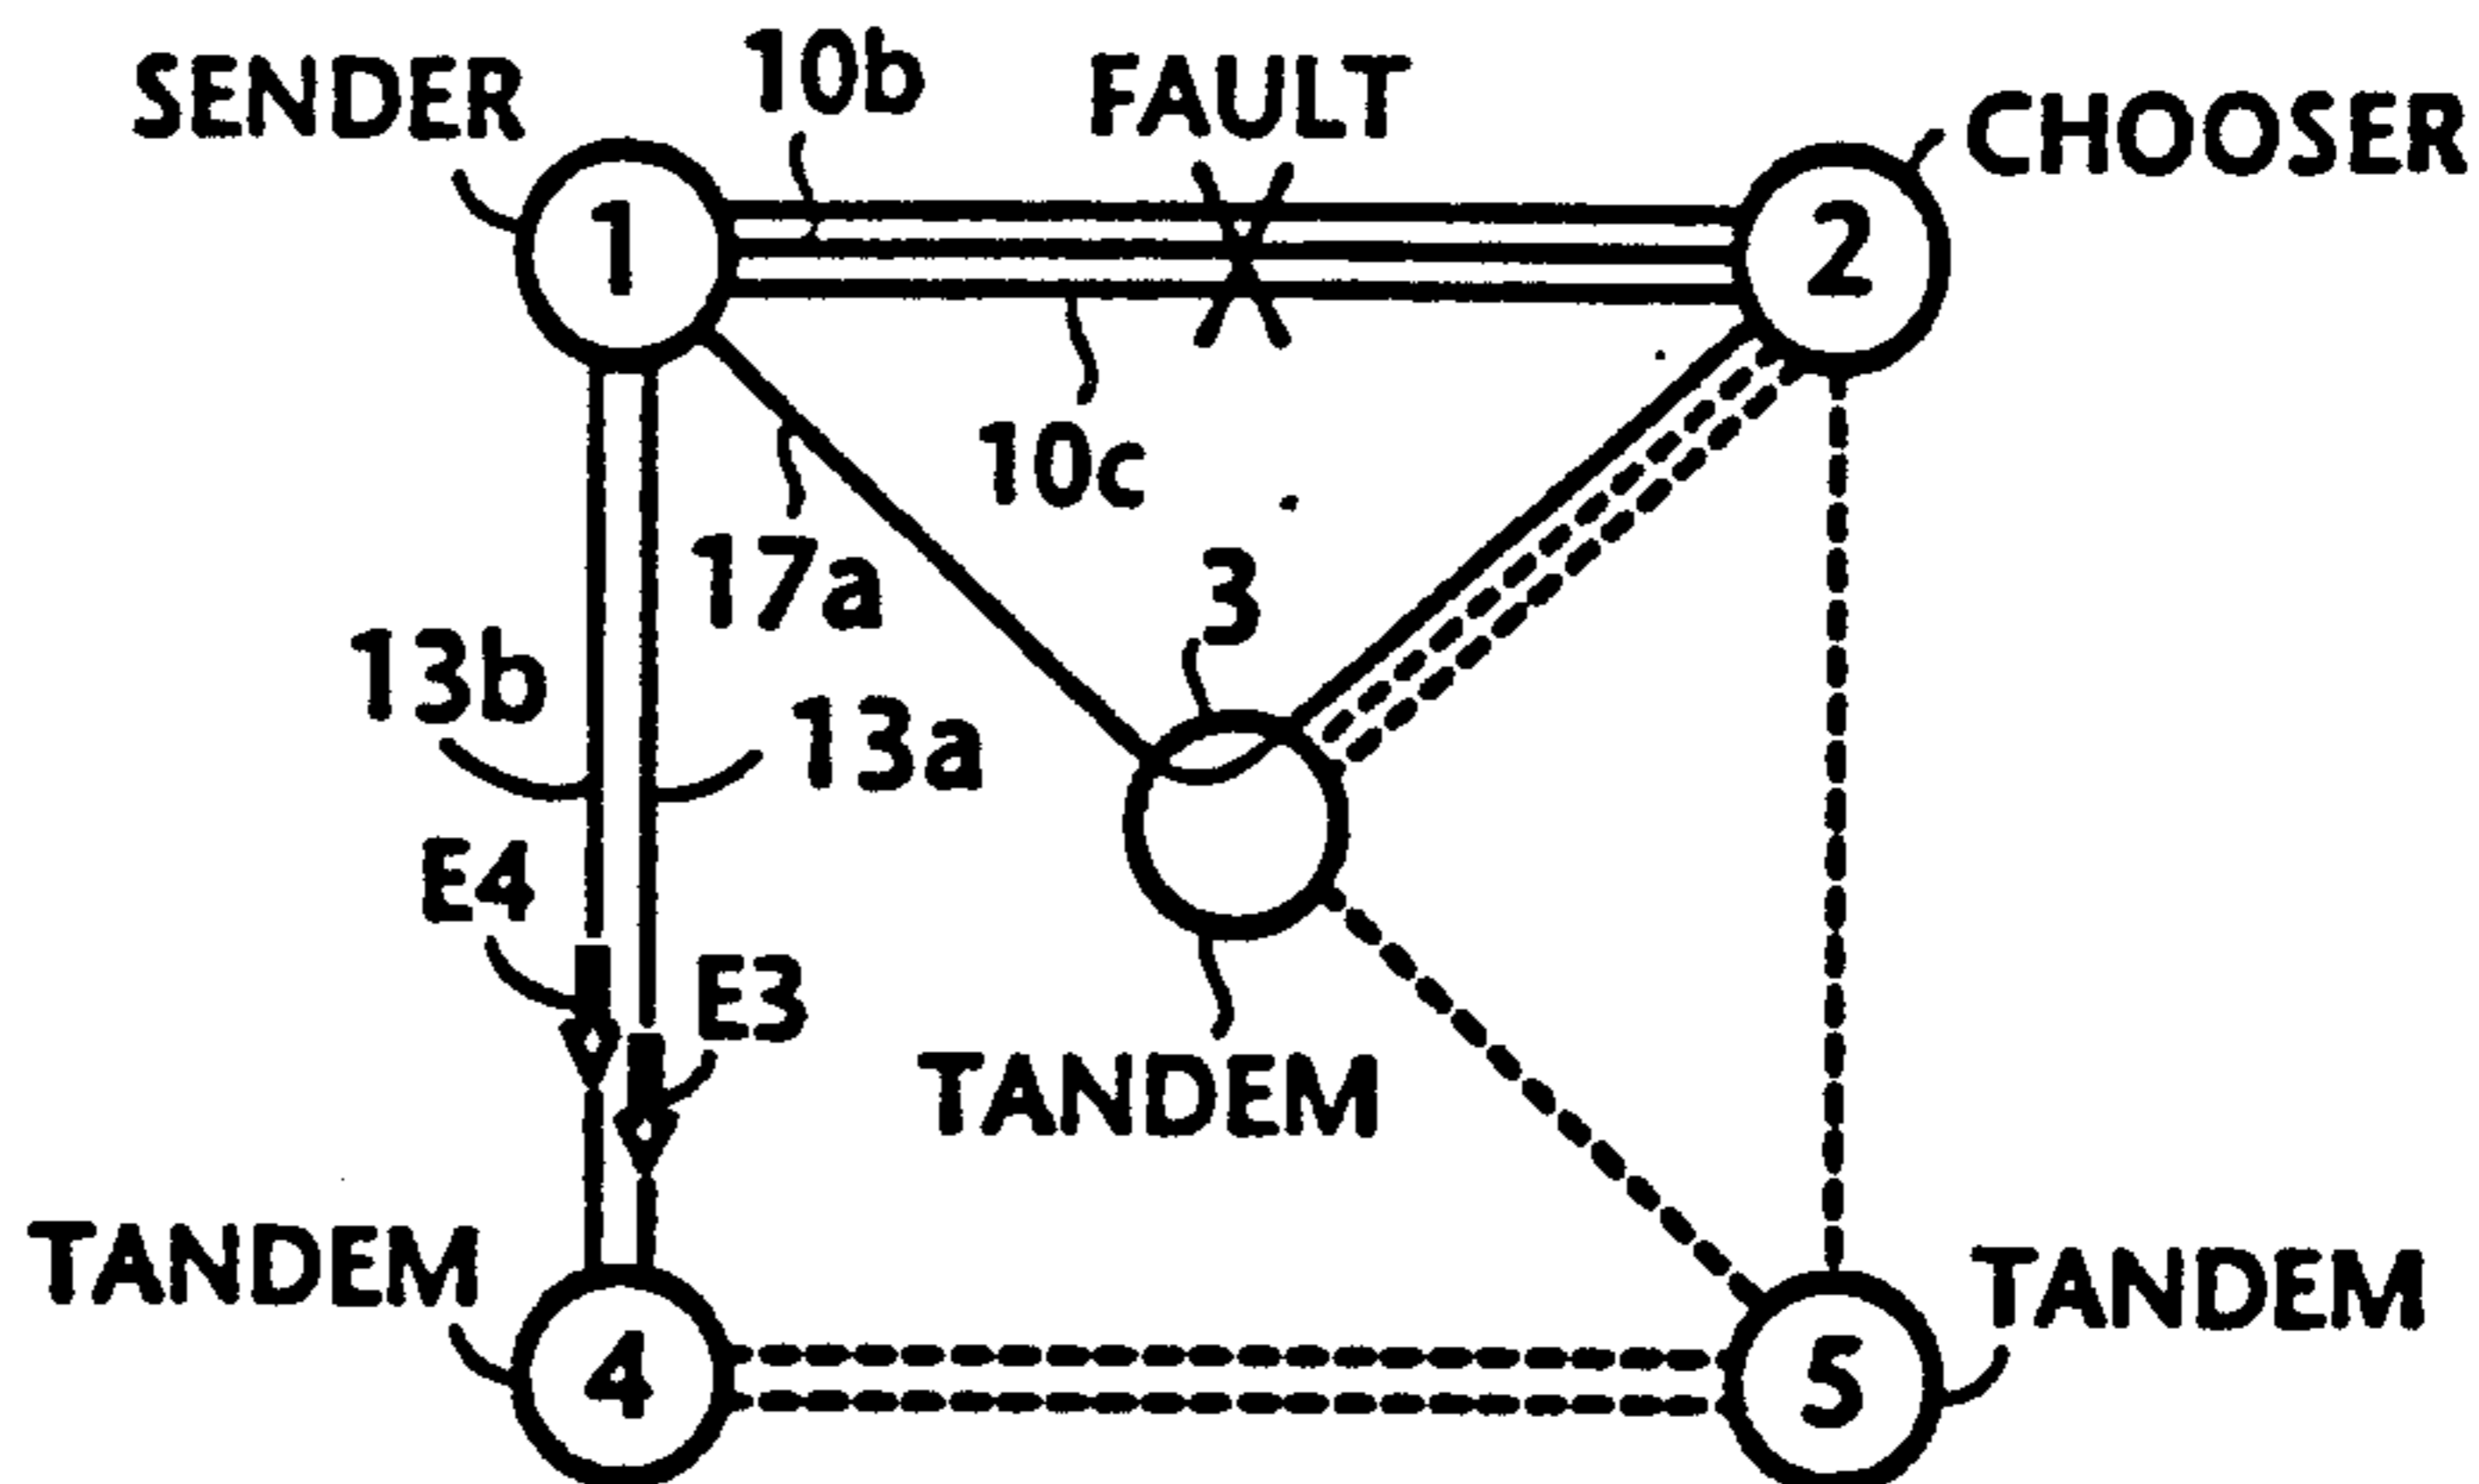 SENDER
10b
FAULT
CHOOSER
1
2
10c
17a
3
13b
13a
E4
E3
TANDEM
TANDEM
TANDEM
4
5